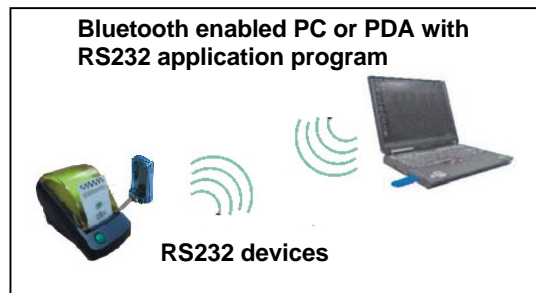 Bluetooth enabled PC or PDA with
RS232 application program
RS232 devices